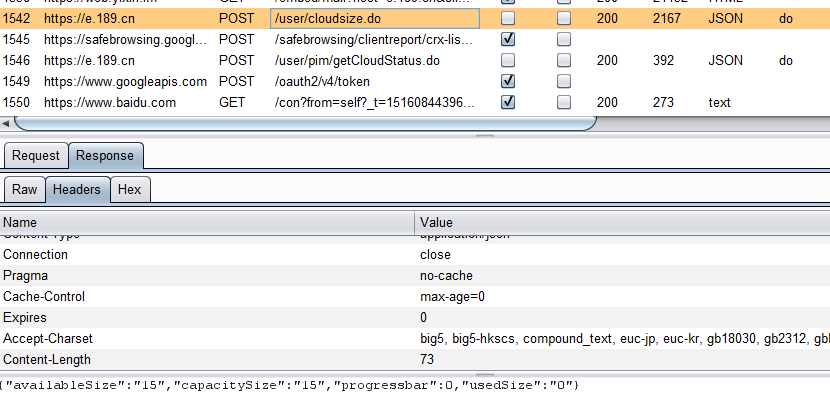 1542 https://e.189.cn POST /user/cloudsize.do 200 2167 JSON do
1545 https://safebrowsing.googl... POST /safebrowsing/clientreport/crx-lis...
1546 https://e.189.cn POST /user/pim/getCloudStatus.do 200 392 JSON do
1549 https://www.googleapis.com POST /oauth2/v4/token
1550 https://www.baidu.com GET /con?from=self?_t=15160844396... 200 273 text
Request Response
Raw Headers Hex
Name Value
Content-Type application/json
Connection close
Pragma no-cache
Cache-Control max-age=0
Expires 0
Accept-Charset big5, big5-hkscs, compound_text, euc-jp, euc-kr, gb18030, gb2312,
Content-Length 73
{"availableSize":"15","capacitySize":"15","progressbar":0,"usedSize":"0"}